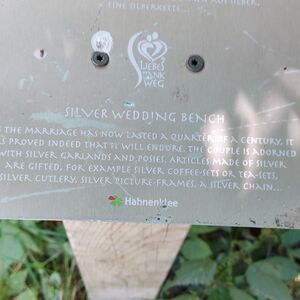 EINE SILBERKETTE...
LIEBES
BANK
WEG
SILVER WEDDING BENCH
THE MARRIAGE HAS NOW LASTED A QUARTER OF A CENTURY, IT
S PROVED INDEED THAT IT WILL ENDURE. THE COUPLE IS ADORNED
WITH SILVER GARLANDS AND POSIES. ARTICLES MADE OF SILVER
ARE GIFTED, FOR EXAMPLE SILVER COFFEE-SETS OR TEA-SETS,
SILVER CUTLERY, SILVER PICTURE-FRAMES, A SILVER CHAIN...
Hahnenklee